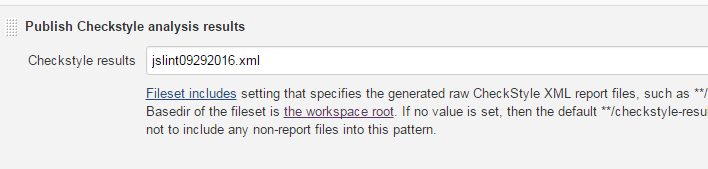 Publish Checkstyle analysis results
Checkstyle results
jslint09292016.xml
Fileset includes setting that specifies the generated raw CheckStyle XML report files, such as **/
Basedir of the fileset is the workspace root. If no value is set, then the default **/checkstyle-resu
not to include any non-report files into this pattern.